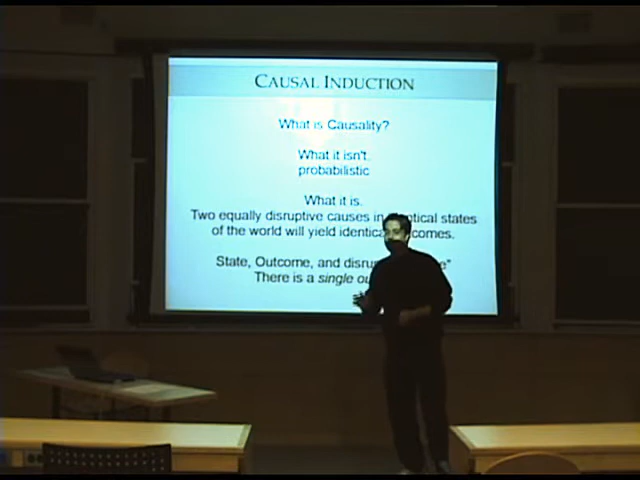 CAUSAL INDUCTION
What is Causality?
What it isn't.
probabilistic
What it is.
Two equally disruptive causes in states
of the world will yield
State, Outcome, and
There is a single